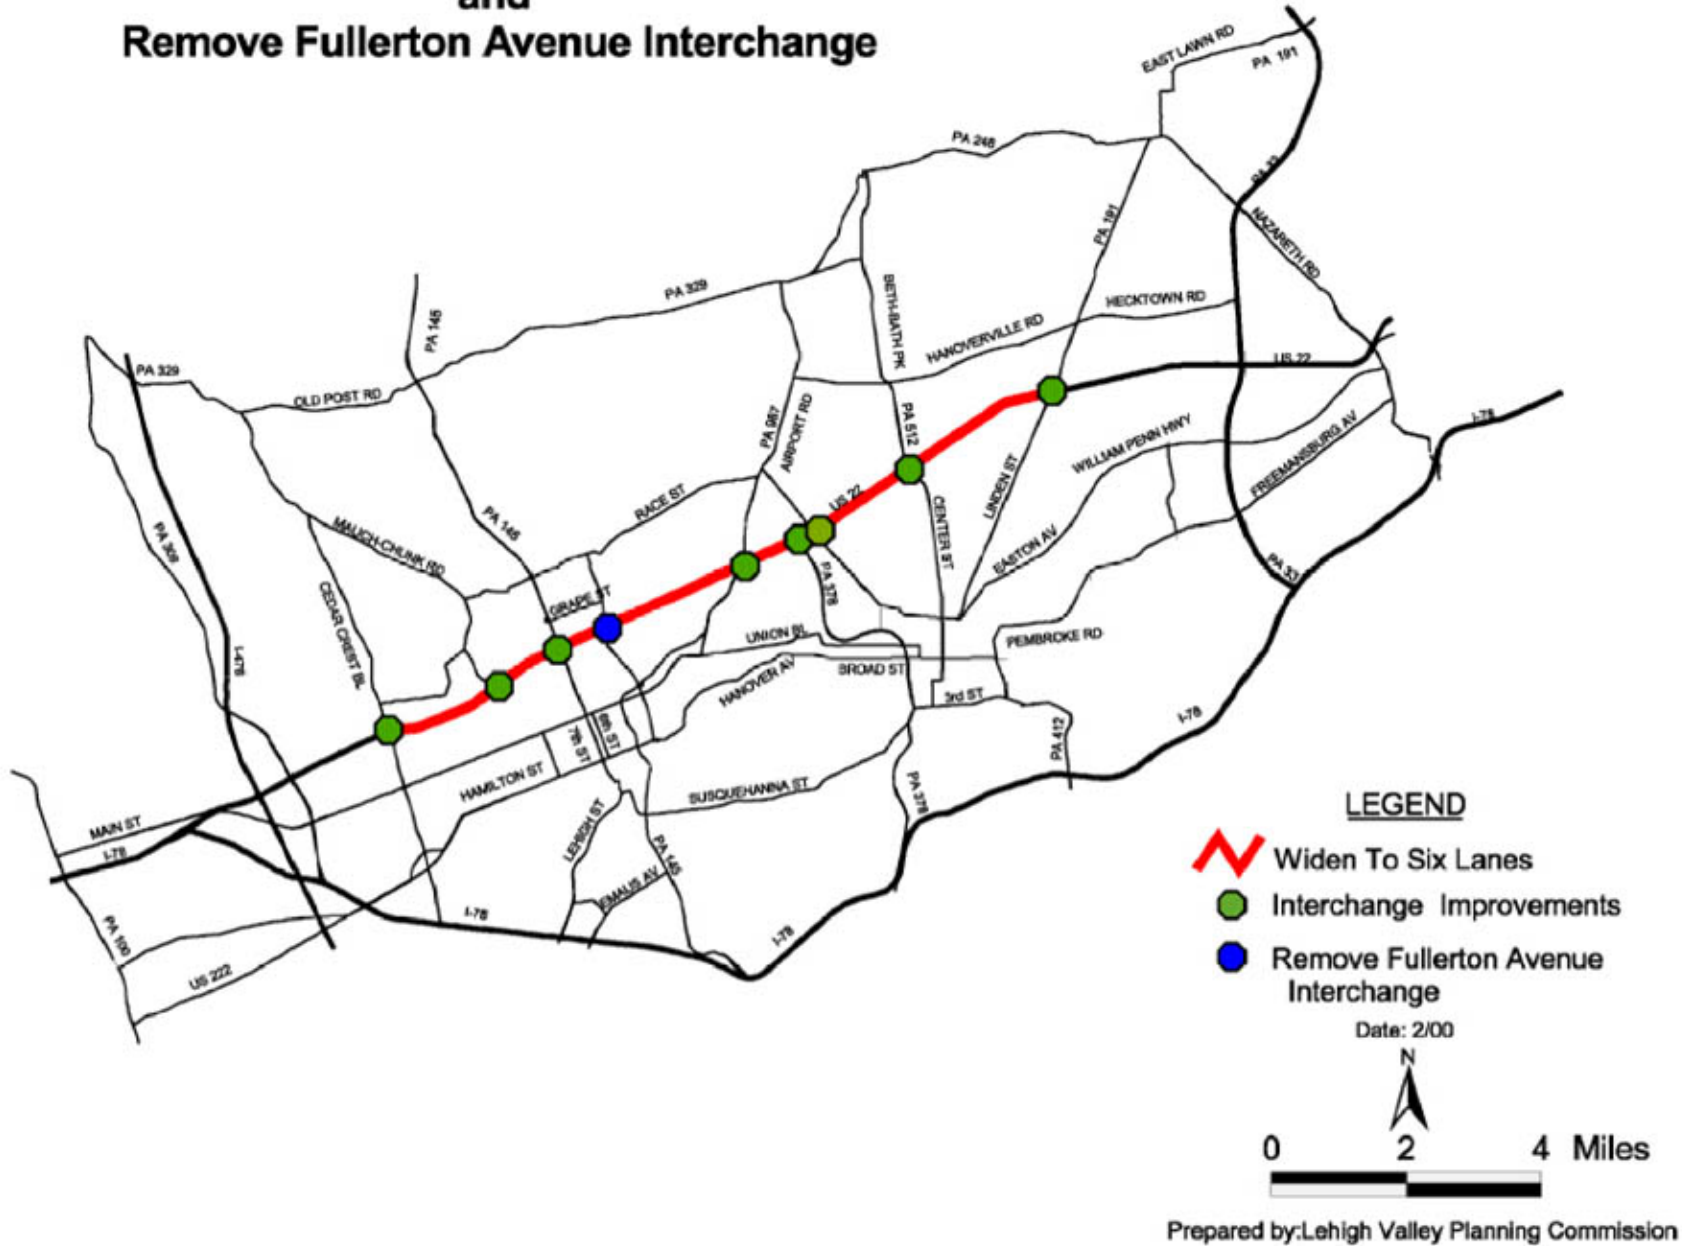 and
Remove Fullerton Avenue Interchange
EAST LAWN RD
PA 191
PA 248
PA 33
PA 191
NAZARETH RD
PA 329
PA 145
BETH-BATH PK
HECKTOWN RD
HANOVERVILLE RD
US 22
PA 329
OLD POST RD
PA 987
AIRPORT RD
PA 512
WILLIAM PENN HWY
FREEMANSBURG AV
I-78
RACE ST
US 22
LINDEN ST
CENTER ST
EASTON AV
PA 309
MAUCH-CHUNK RD
PA 145
PA 33
PA 378
GRAPE ST
CEDAR CREST BL
UNION BL
PEMBROKE RD
I-476
BROAD ST
HANOVER AV
3rd ST
7th ST
6th ST
PA 412
I-78
HAMILTON ST
SUSQUEHANNA ST
PA 378
MAIN ST
I-78
LEHIGH ST
PA 145
EMAUS AV
I-78
I-78
PA 100
US 222
LEGEND
Widen To Six Lanes
Interchange Improvements
Remove Fullerton Avenue
Interchange
Date: 2/00
N
0 2 4 Miles
Prepared by:Lehigh Valley Planning Commission